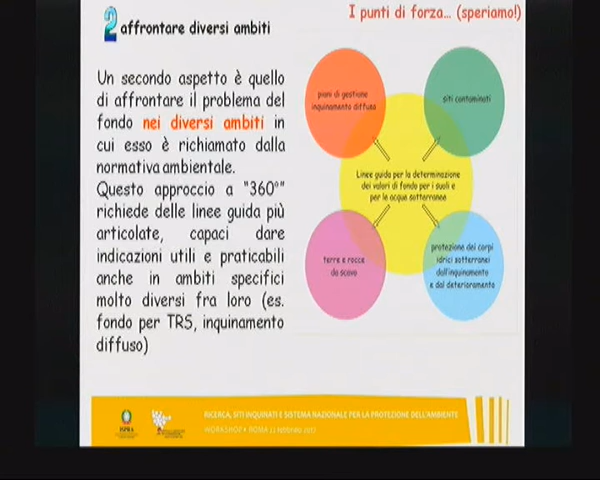 I punti di forza... (speriamo!)
2 affrontare diversi ambiti
Un secondo aspetto è quello
di affrontare il problema del
fondo nei diversi ambiti in
cui esso è richiamato dalla
normativa ambientale.
Questo approccio a "360°"
richiede delle linee guida più
articolate, capaci dare
indicazioni utili e praticabili
anche in ambiti specifici
molto diversi fra loro (es.
fondo per TRS, inquinamento
diffuso)
piani di gestione
inquinamento diffuso
siti contaminati
Linee guida per la determinazione
dei valori di fondo per i suoli e
per le acque sotterranee
terre e rocce
da scavo
protezione dei corpi
idrici sotterranei
dall'inquinamento
e dal deterioramento
RICERCA, SITI INQUINATI E SISTEMA NAZIONALE PER LA PROTEZIONE DELL'AMBIENTE
WORKSHOP • ROMA
ISPRA